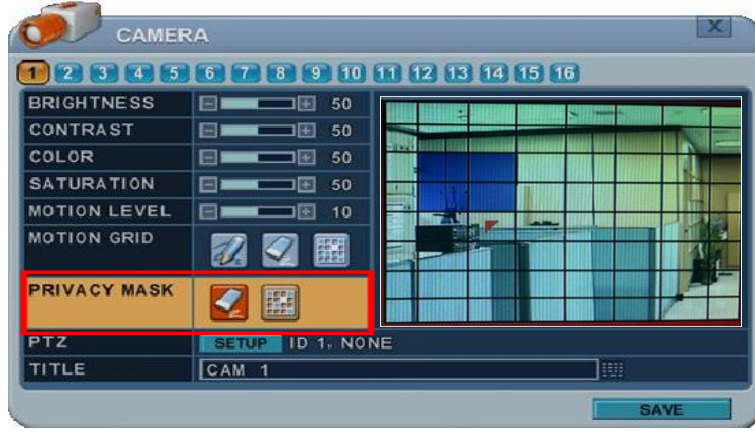 CAMERA X
1 2 3 4 5 6 7 8 9 10 11 12 13 14 15 16
BRIGHTNESS 50
CONTRAST 50
COLOR 50
SATURATION 50
MOTION LEVEL 10
MOTION GRID
PRIVACY MASK
PTZ SETUP ID 1, NONE
TITLE CAM 1
SAVE